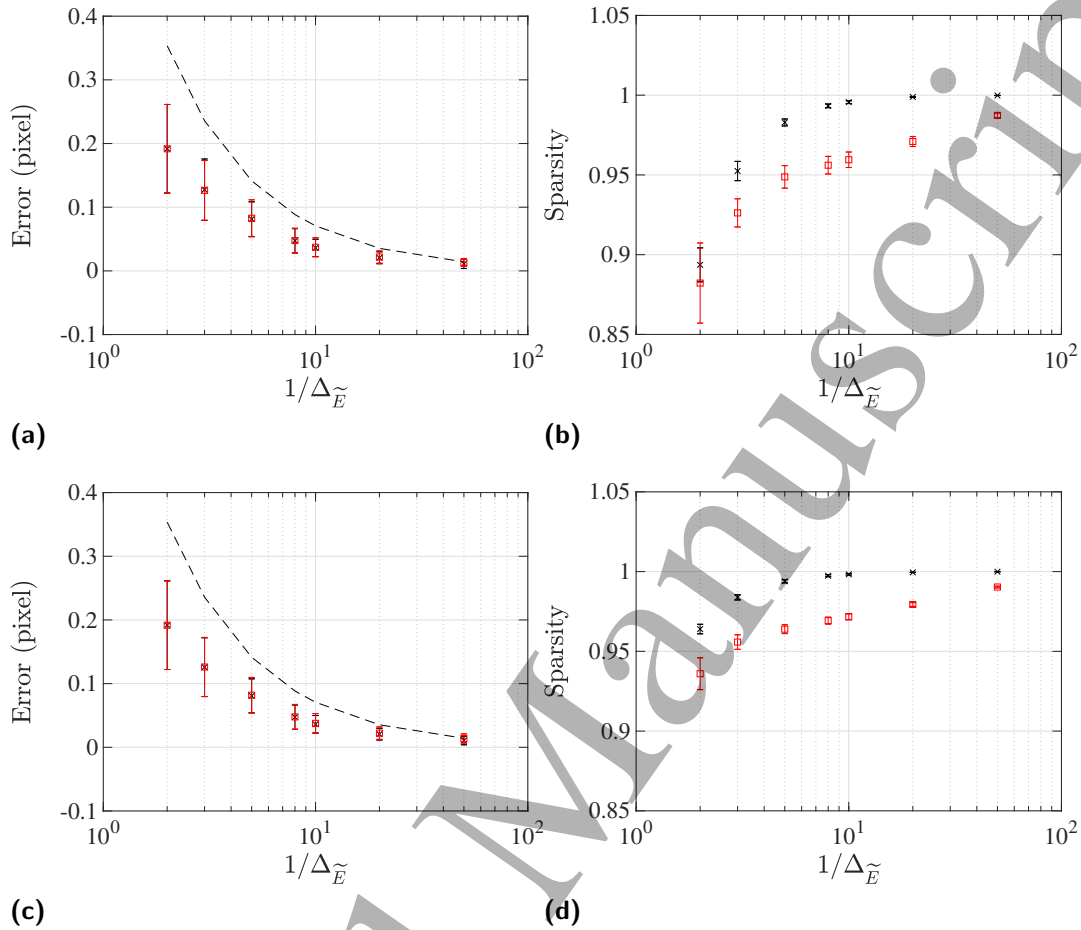 0.4
0.3
0.2
0.1
0
-0.1
Error (pixel)
10^0
10^1
10^2
1/Δ_Ẽ
(a)
1.05
1
0.95
0.9
0.85
Sparsity
10^0
10^1
10^2
1/Δ_Ẽ
(b)
0.4
0.3
0.2
0.1
0
-0.1
Error (pixel)
10^0
10^1
10^2
1/Δ_Ẽ
(c)
1.05
1
0.95
0.9
0.85
Sparsity
10^0
10^1
10^2
1/Δ_Ẽ
(d)
Manuscrip